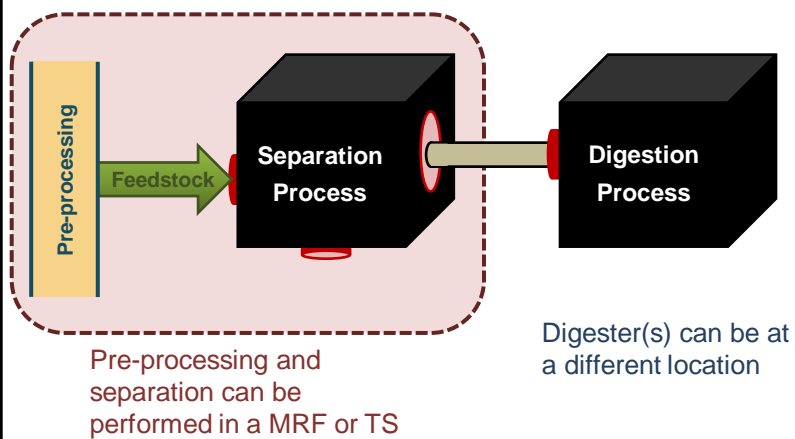 Pre-processing
Feedstock
Separation
Process
Digestion
Process
Pre-processing and
separation can be
performed in a MRF or TS
Digester(s) can be at
a different location